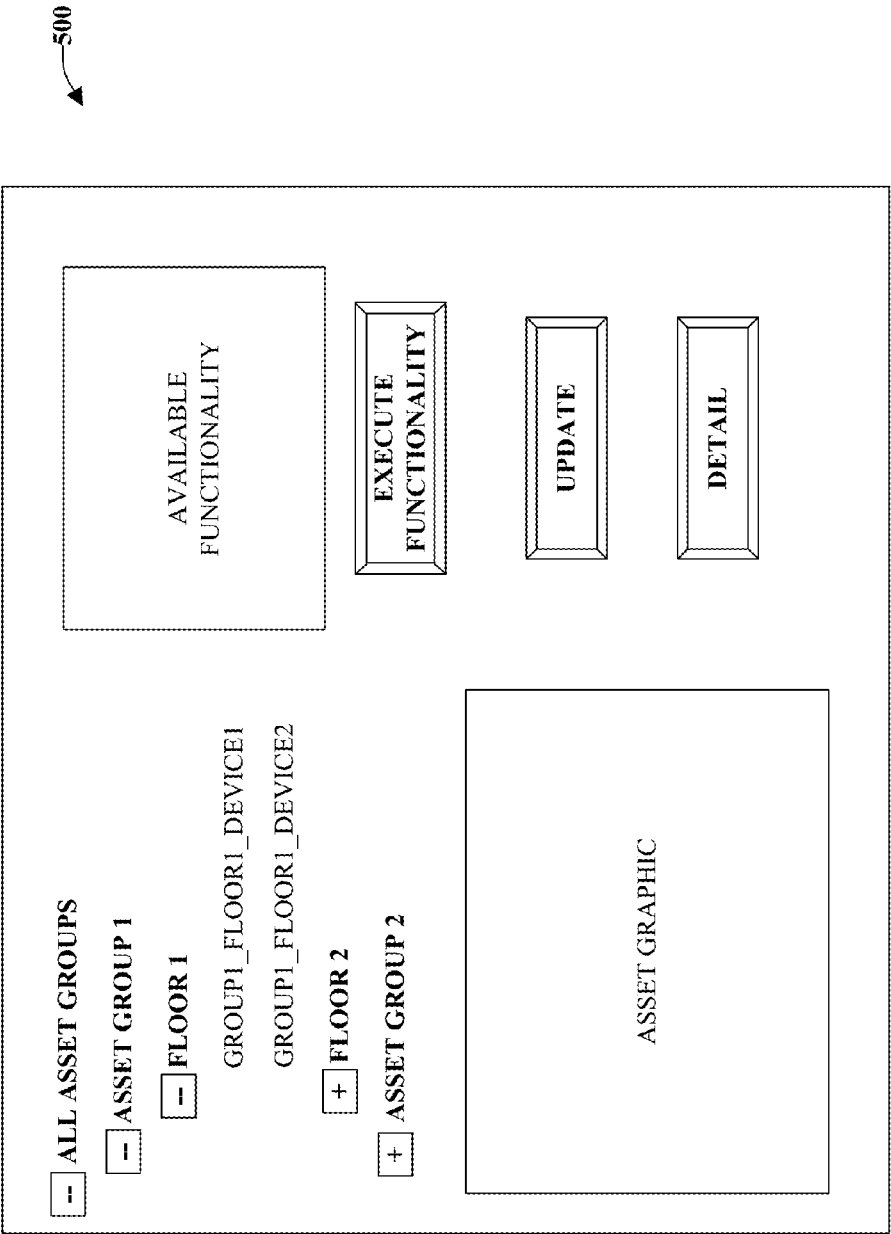 500
-- ALL ASSET GROUPS
-- ASSET GROUP 1
-- FLOOR 1
GROUP1_FLOOR1_DEVICE1
GROUP1_FLOOR1_DEVICE2
+ FLOOR 2
+ ASSET GROUP 2
ASSET GRAPHIC
AVAILABLE
FUNCTIONALITY
EXECUTE
FUNCTIONALITY
UPDATE
DETAIL